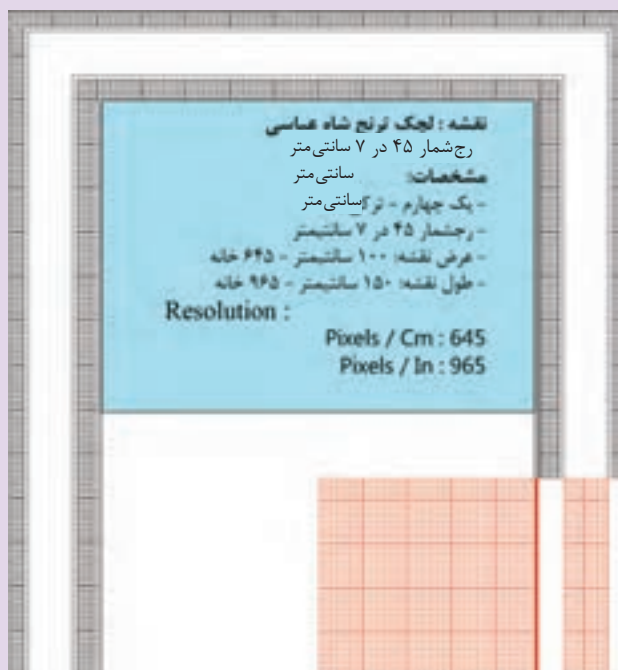 نقشه : لچک ترنج شاه عباسی
رج‌شمار ۴۵ در ۷ سانتی‌متر
مشخصات: سانتی‌متر
- یک چهارم - سانتی‌متر
- رجشمار ۴۵ در ۷ سانتیمتر
- عرض نقشه: ۱۰۰ سانتیمتر - ۶۴۵ خانه
- طول نقشه: ۱۵۰ سانتیمتر - ۹۶۵ خانه
Resolution :
Pixels / Cm : 645
Pixels / In : 965